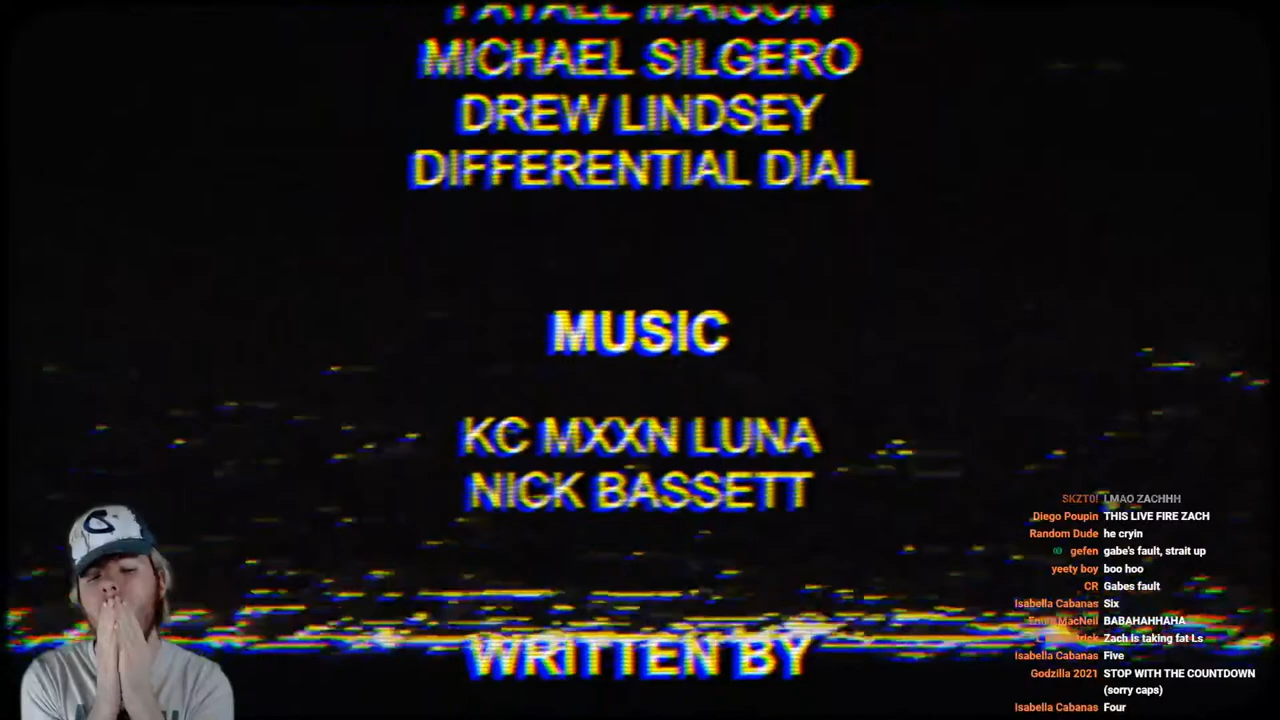 MICHAEL SILGERO
DREW LINDSEY
DIFFERENTIAL DIAL
MUSIC
KC MXXN LUNA
NICK BASSETT
WRITTEN BY
SKZT0! LMAO ZACHHH
Diego Poupin THIS LIVE FIRE ZACH
Random Dude he cryin
gefen gabe's fault, strait up
yeety boy boo hoo
CR Gabes fault
Isabella Cabanas Six
MacNeil BABAHAHHAHA
Zach is taking fat Ls
Isabella Cabanas Five
Godzilla 2021 STOP WITH THE COUNTDOWN
(sorry caps)
Isabella Cabanas Four